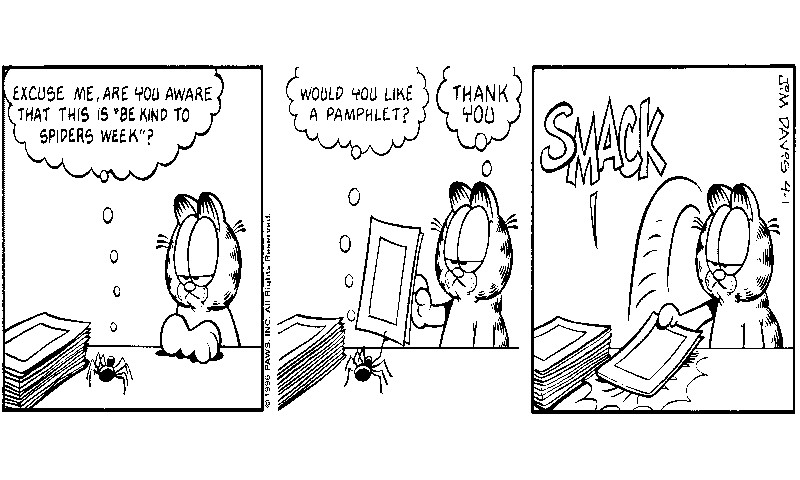 EXCUSE ME, ARE YOU AWARE
THAT THIS IS "BE KIND TO
SPIDERS WEEK"?
© 1996 PAWS, INC. All Rights Reserved.
WOULD YOU LIKE
A PAMPHLET?
THANK
YOU
SMACK
JIM DAVIS 4-1